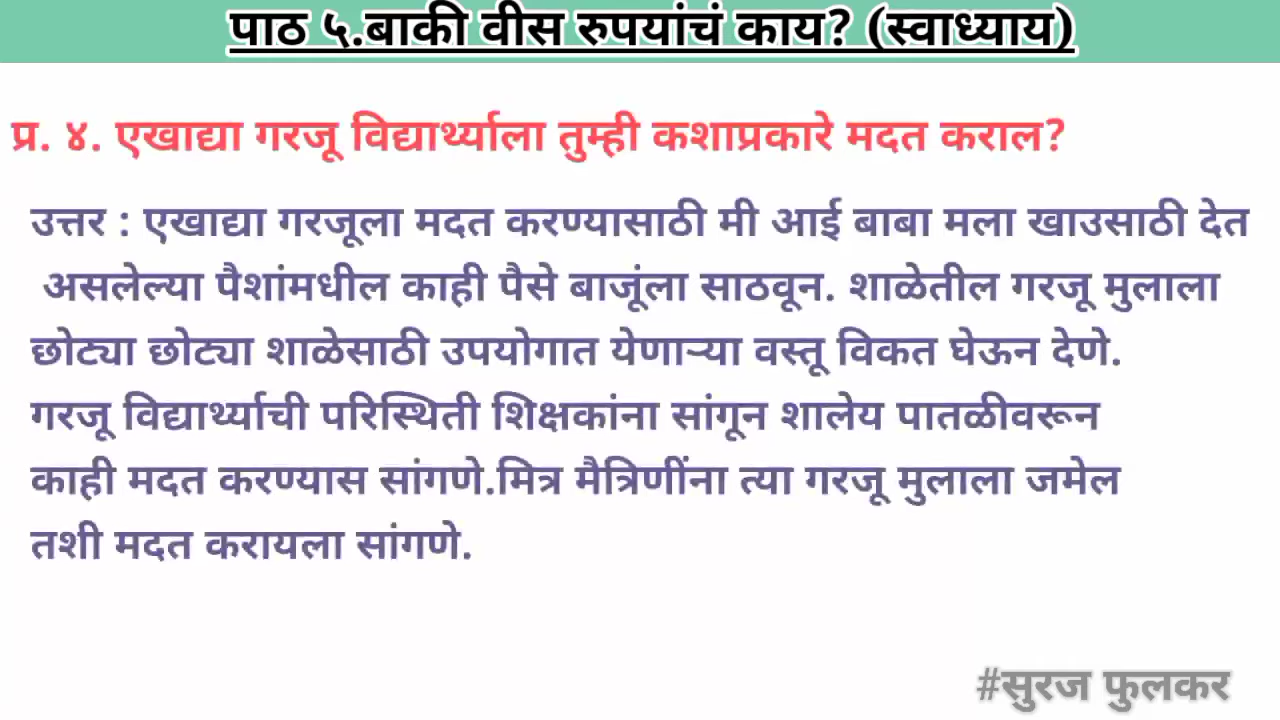 पाठ ५.बाकी वीस रुपयांचं काय? (स्वाध्याय)
प्र. ४. एखाद्या गरजू विद्यार्थ्याला तुम्ही कशाप्रकारे मदत कराल?
उत्तर : एखाद्या गरजूला मदत करण्यासाठी मी आई बाबा मला खाउसाठी देत
असलेल्या पैशांमधील काही पैसे बाजूंला साठवून. शाळेतील गरजू मुलाला
छोट्या छोट्या शाळेसाठी उपयोगात येणाऱ्या वस्तू विकत घेऊन देणे.
गरजू विद्यार्थ्याची परिस्थिती शिक्षकांना सांगून शालेय पातळीवरून
काही मदत करण्यास सांगणे.मित्र मैत्रिणींना त्या गरजू मुलाला जमेल
तशी मदत करायला सांगणे.
#सुरज फुलकर